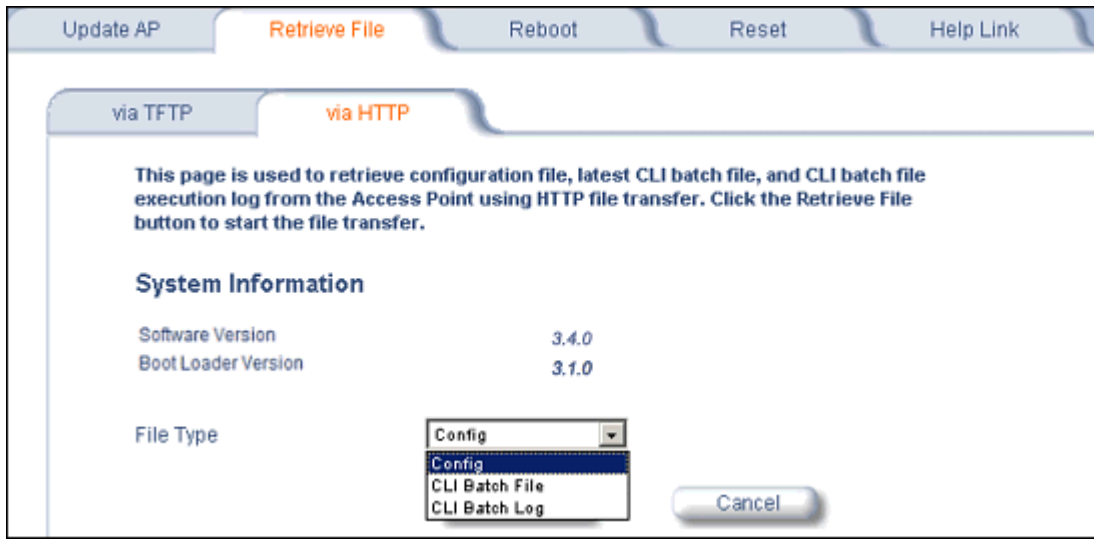 Update AP Retrieve File Reboot Reset Help Link
via TFTP via HTTP
This page is used to retrieve configuration file, latest CLI batch file, and CLI batch file
execution log from the Access Point using HTTP file transfer. Click the Retrieve File
button to start the file transfer.
System Information
Software Version 3.4.0
Boot Loader Version 3.1.0
File Type Config
Config
CLI Batch File
CLI Batch Log
Cancel